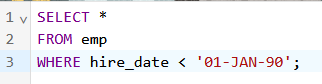 1 SELECT *
2 FROM emp
3 WHERE hire_date < '01-JAN-90';